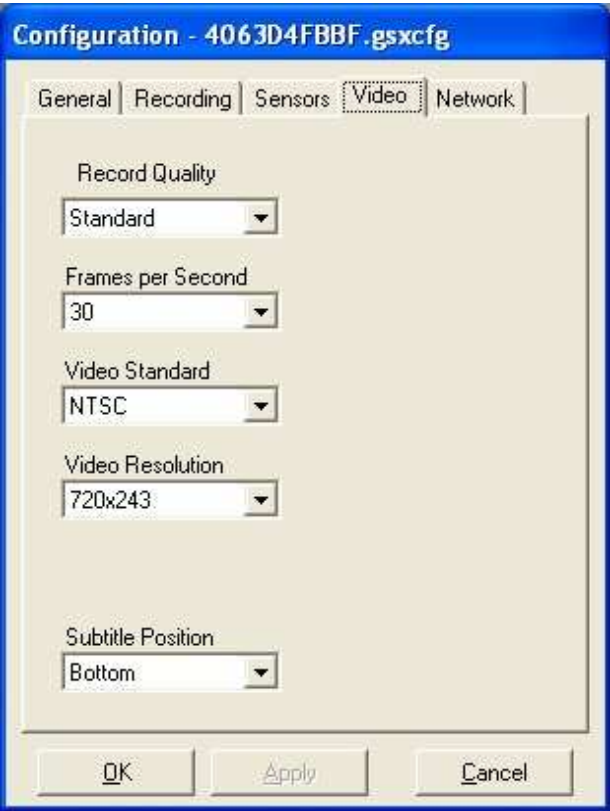 Configuration - 4063D4FBBF.gsxcfg
General Recording Sensors Video Network
Record Quality
Standard
Frames per Second
30
Video Standard
NTSC
Video Resolution
720x243
Subtitle Position
Bottom
OK Apply Cancel